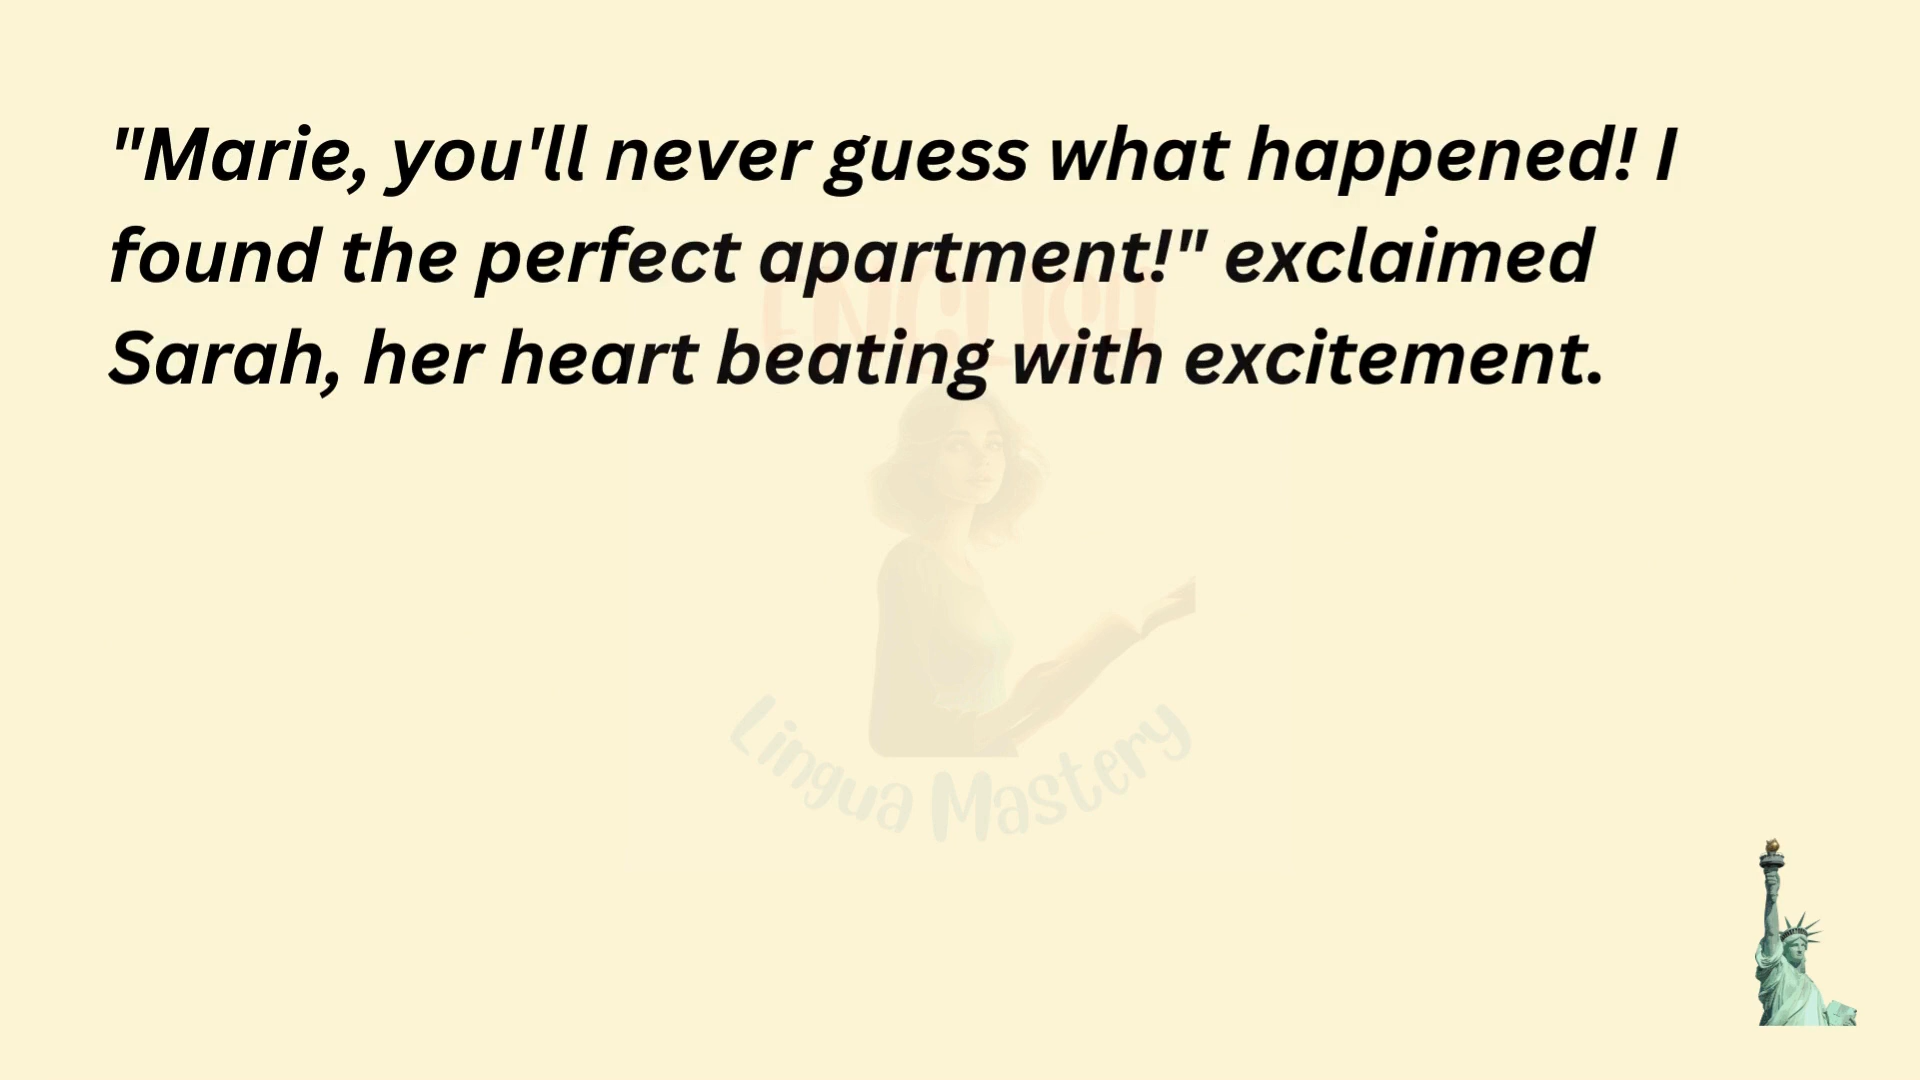 "Marie, you'll never guess what happened! I
found the perfect apartment!" exclaimed
Sarah, her heart beating with excitement.
ENGLISH
Lingua Mastery